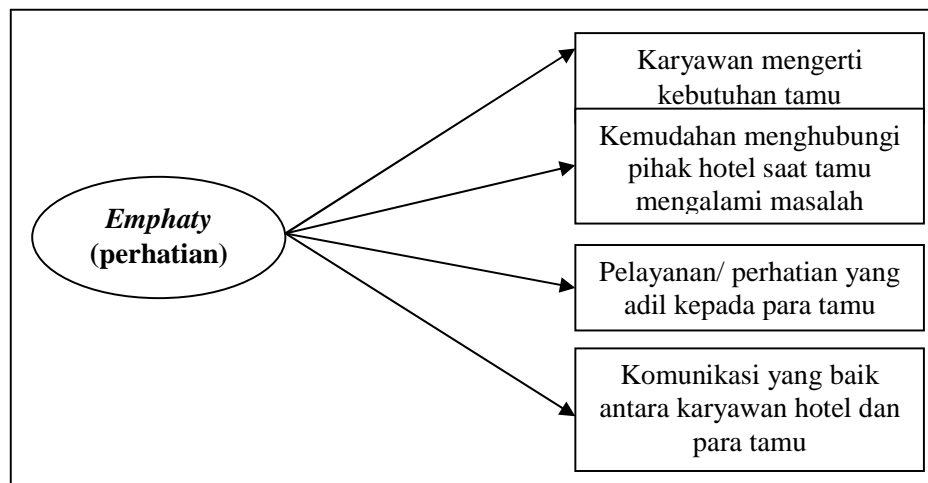 Emphaty
(perhatian)
Karyawan mengerti
kebutuhan tamu
Kemudahan menghubungi
pihak hotel saat tamu
mengalami masalah
Pelayanan/ perhatian yang
adil kepada para tamu
Komunikasi yang baik
antara karyawan hotel dan
para tamu